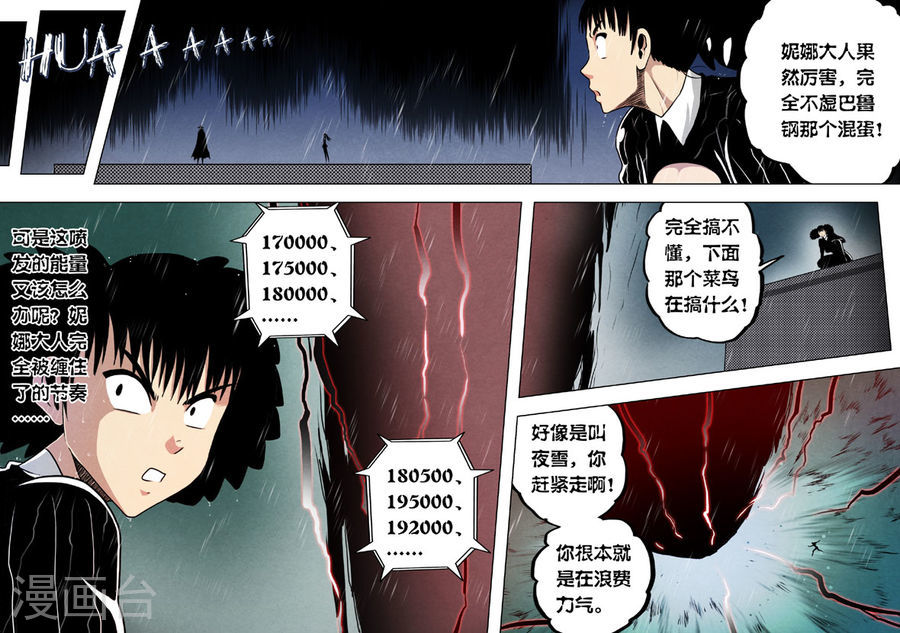 HUA A A A A A A
妮娜大人果
然厉害，完
全不虚巴鲁
钢那个混蛋！
可是这喷
发的能量
又该怎么
办呢？妮
娜大人完
全被缠住
了的节奏
……
170000、
175000、
180000、
……
180500、
195000、
192000、
……
完全搞不
懂，下面
那个菜鸟
在搞什么！
好像是叫
夜雪，你
赶紧走啊！
你很本就
是在浪费
力气。
漫画台